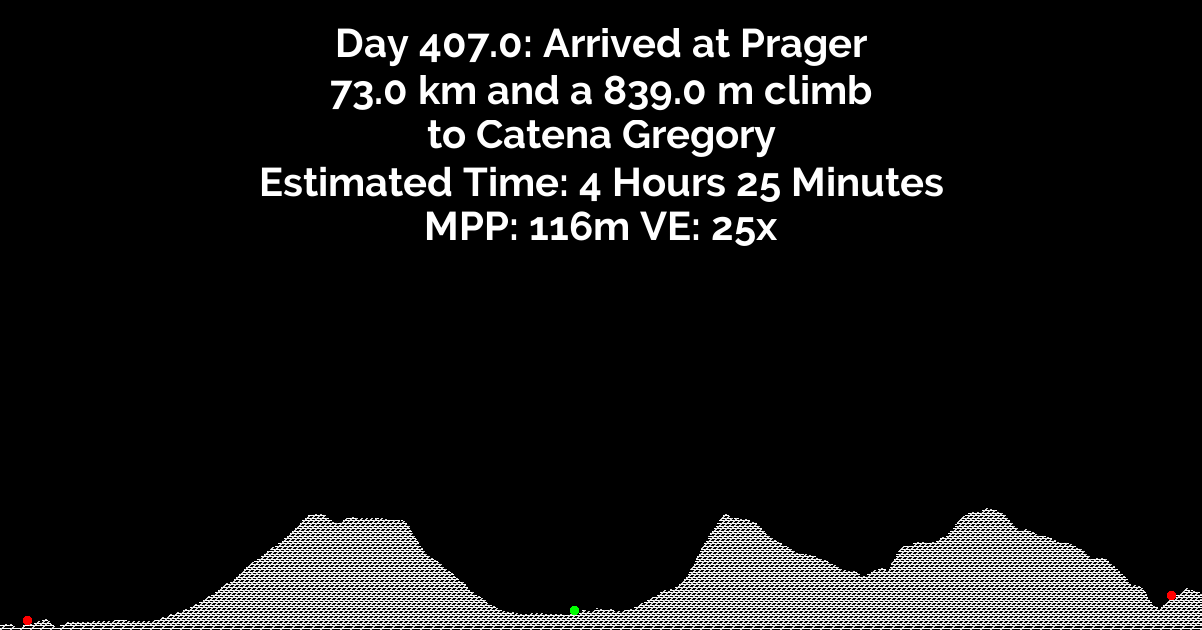 Day 407.0: Arrived at Prager
73.0 km and a 839.0 m climb
to Catena Gregory
Estimated Time: 4 Hours 25 Minutes
MPP: 116m VE: 25x